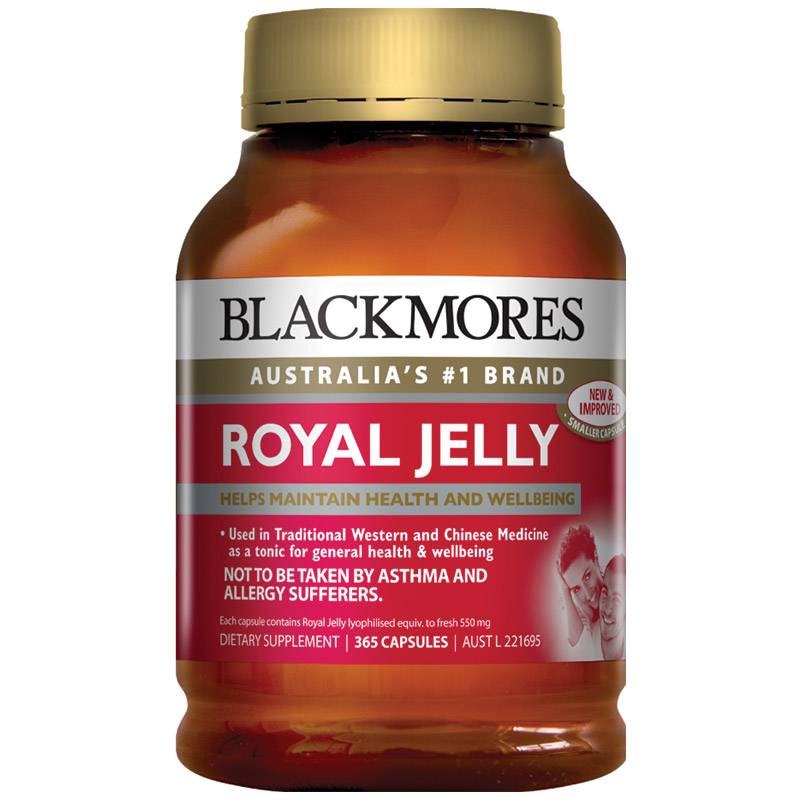 BLACKMORES
AUSTRALIA'S #1 BRAND
NEW &
IMPROVED
• SMALLER CAPSULE
ROYAL JELLY
HELPS MAINTAIN HEALTH AND WELLBEING
• Used in Traditional Western and Chinese Medicine
as a tonic for general health & wellbeing
NOT TO BE TAKEN BY ASTHMA AND
ALLERGY SUFFERERS.
Each capsule contains Royal Jelly lyophilised equiv. to fresh 550 mg
DIETARY SUPPLEMENT | 365 CAPSULES | AUST L 221695